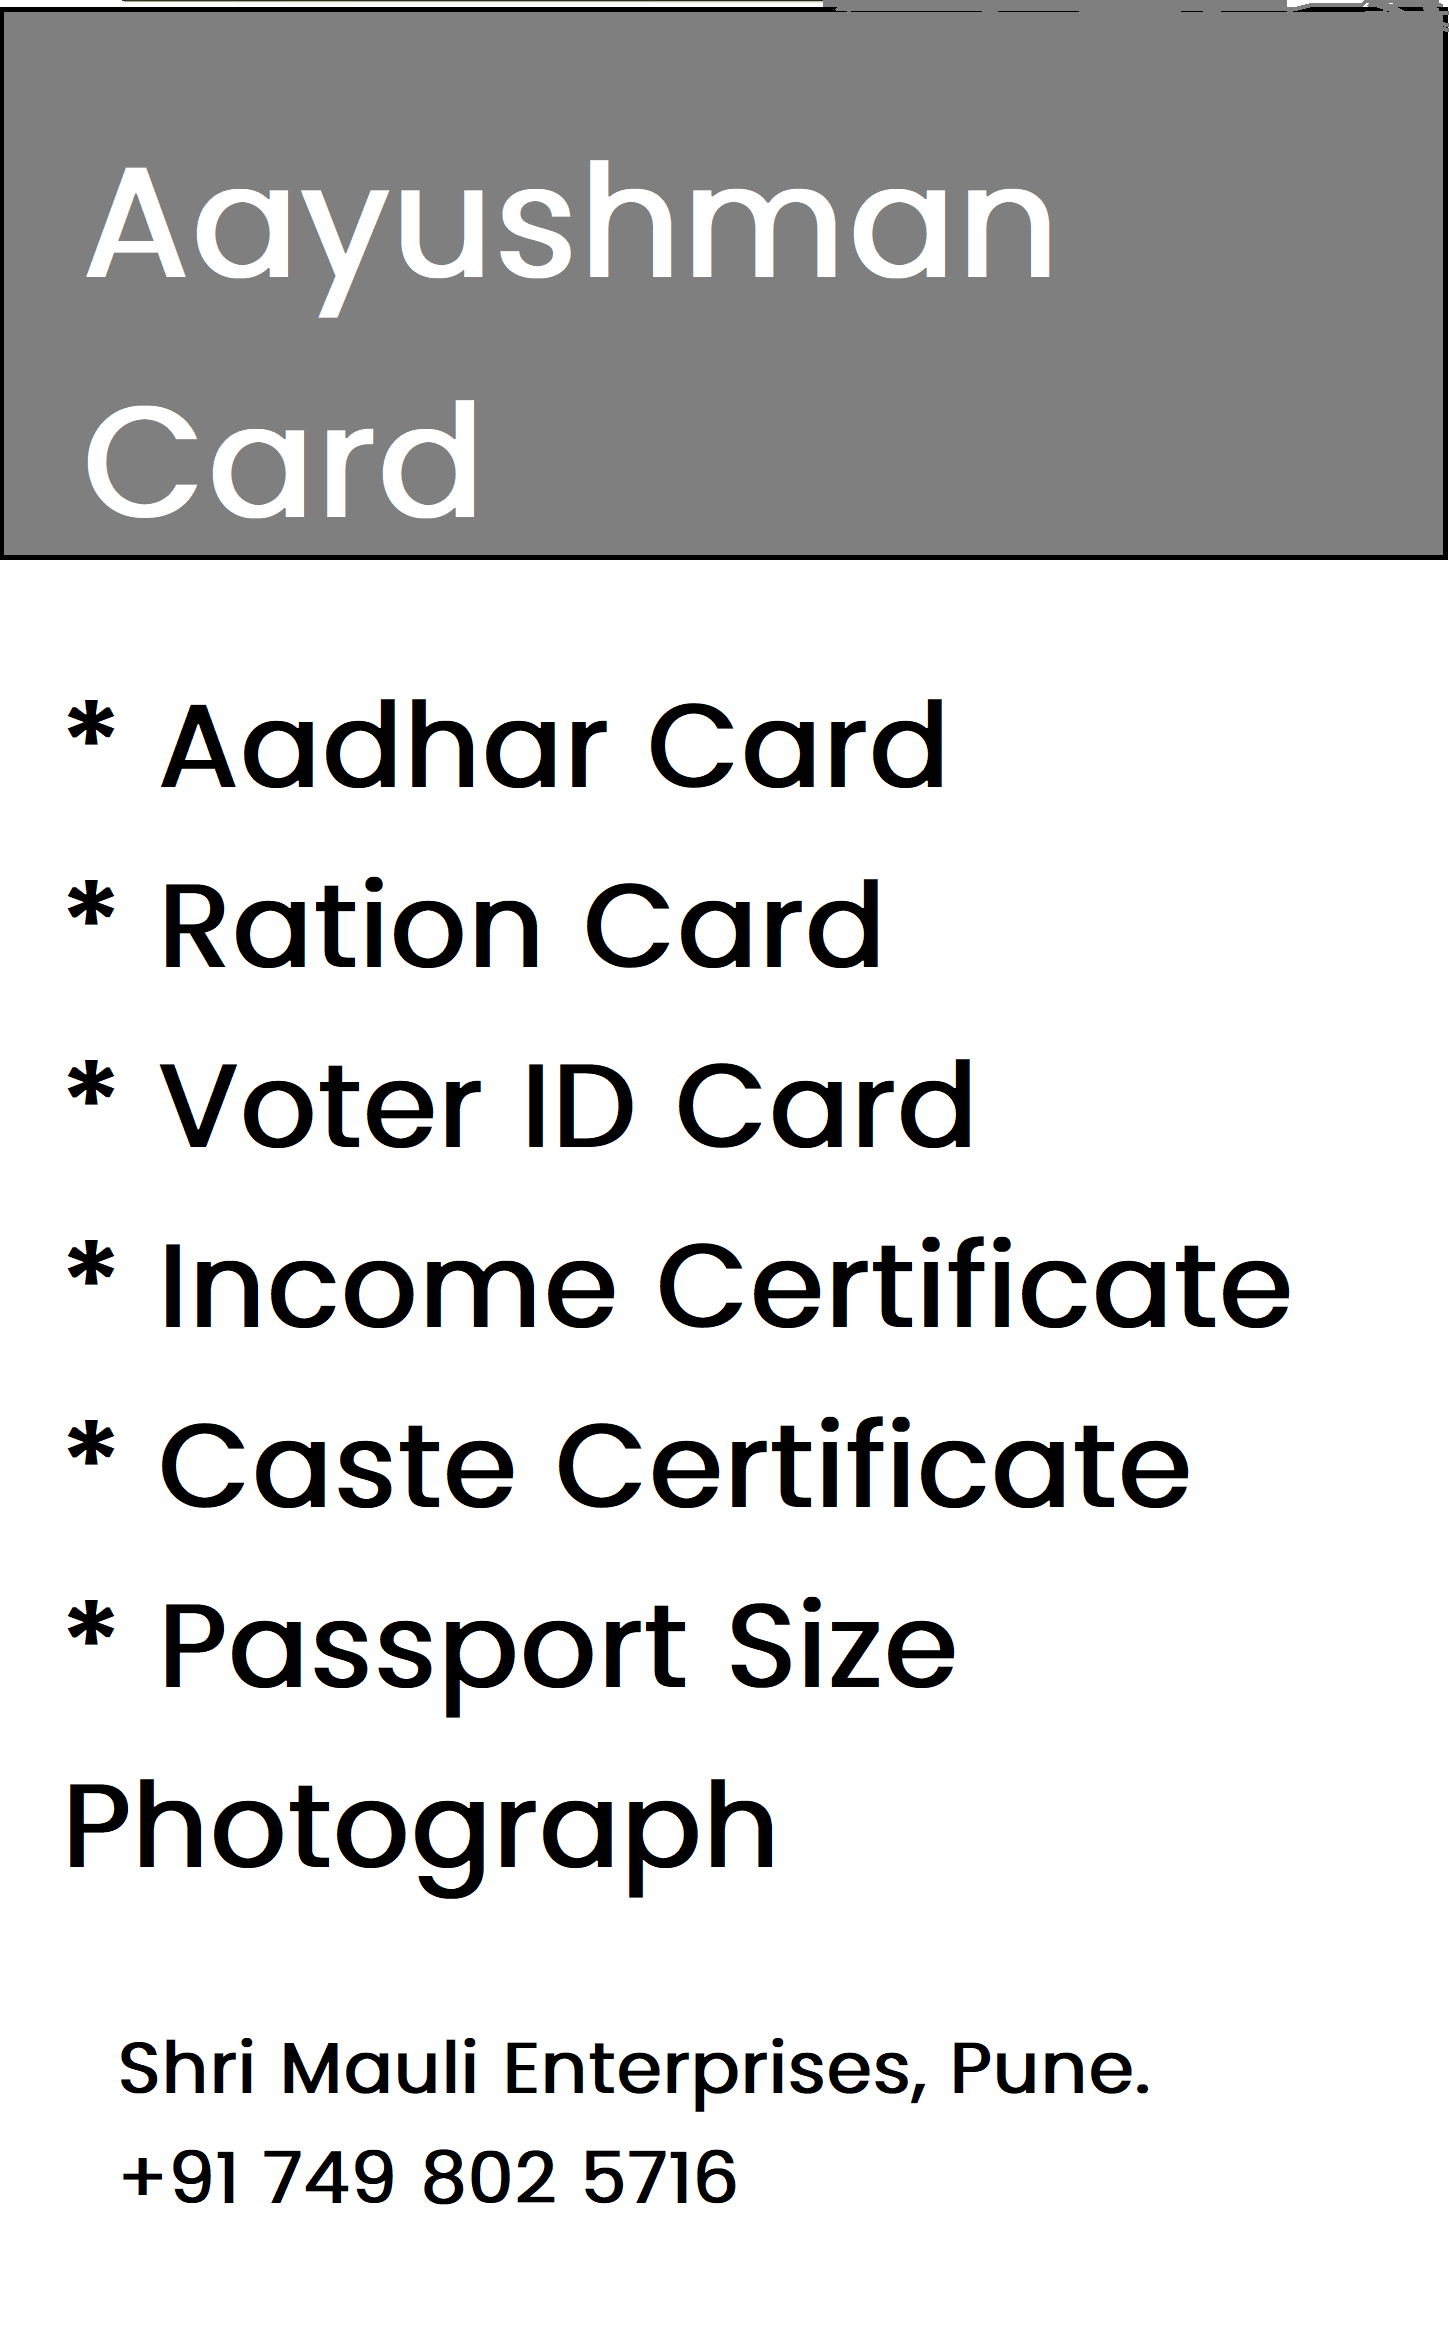 Aayushman
Card
* Aadhar Card
* Ration Card
* Voter ID Card
* Income Certificate
* Caste Certificate
* Passport Size
Photograph
Shri Mauli Enterprises, Pune.
+91 749 802 5716